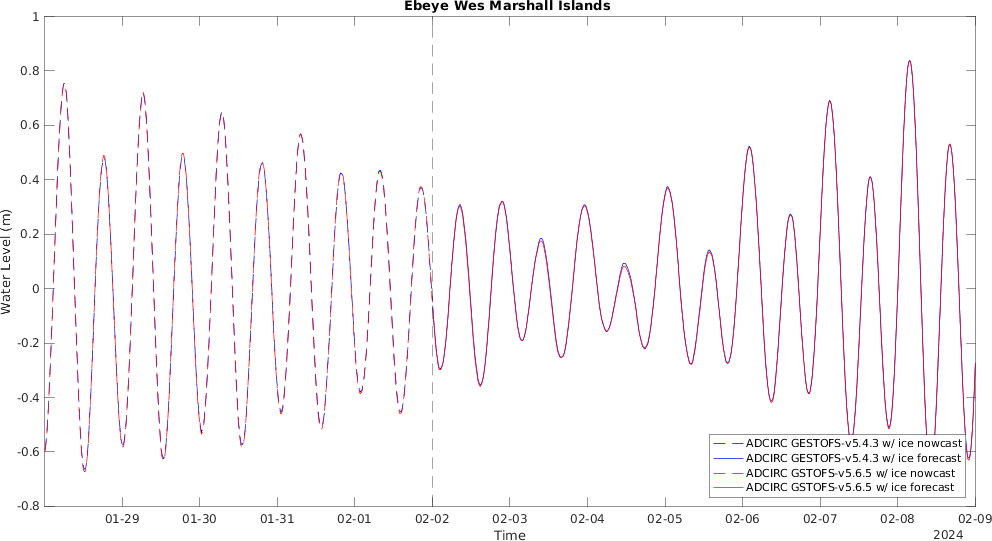 Ebeye Wes Marshall Islands
1
0.8
0.6
0.4
0.2
0
-0.2
-0.4
-0.6
-0.8
Water Level (m)
01-29 01-30 01-31 02-01 02-02 02-03 02-04 02-05 02-06 02-07 02-08 02-09
Time
2024
ADCIRC GESTOFS-v5.4.3 w/ ice nowcast
ADCIRC GESTOFS-v5.4.3 w/ ice forecast
ADCIRC GSTOFS-v5.6.5 w/ ice nowcast
ADCIRC GSTOFS-v5.6.5 w/ ice forecast